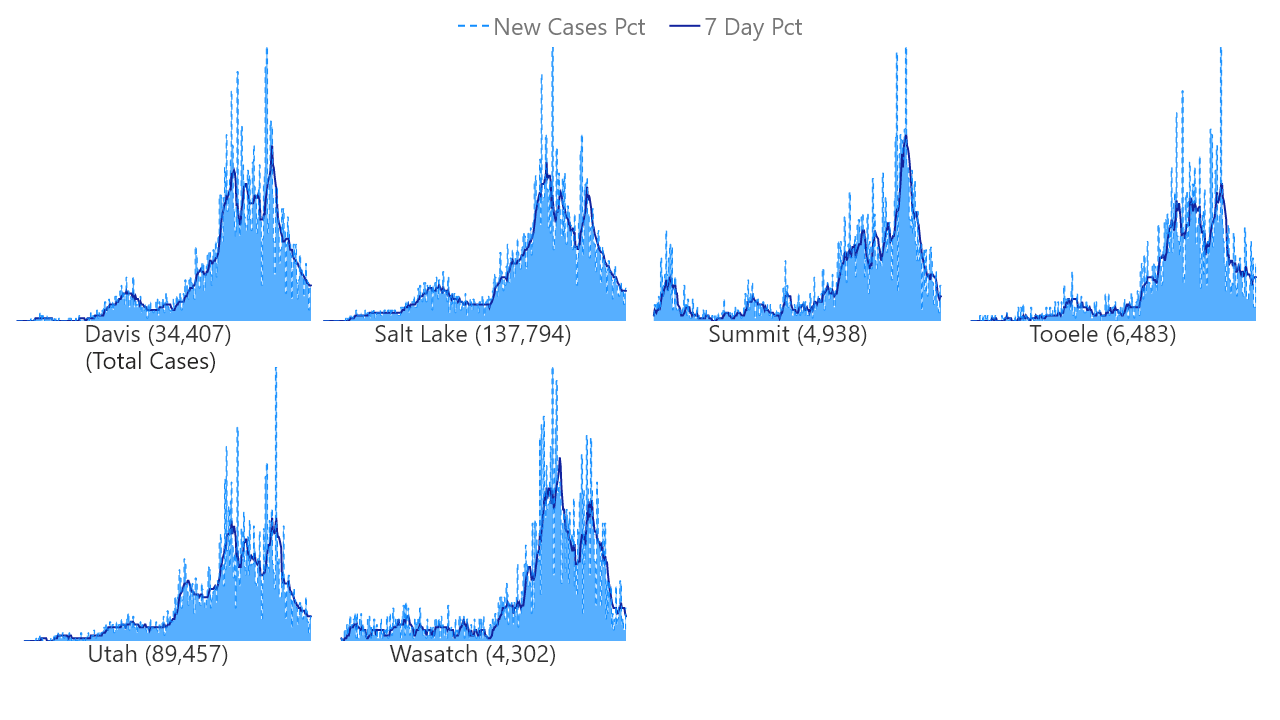 New Cases Pct 7 Day Pct
Davis (34,407)
(Total Cases)
Salt Lake (137,794)
Summit (4,938)
Tooele (6,483)
Utah (89,457)
Wasatch (4,302)